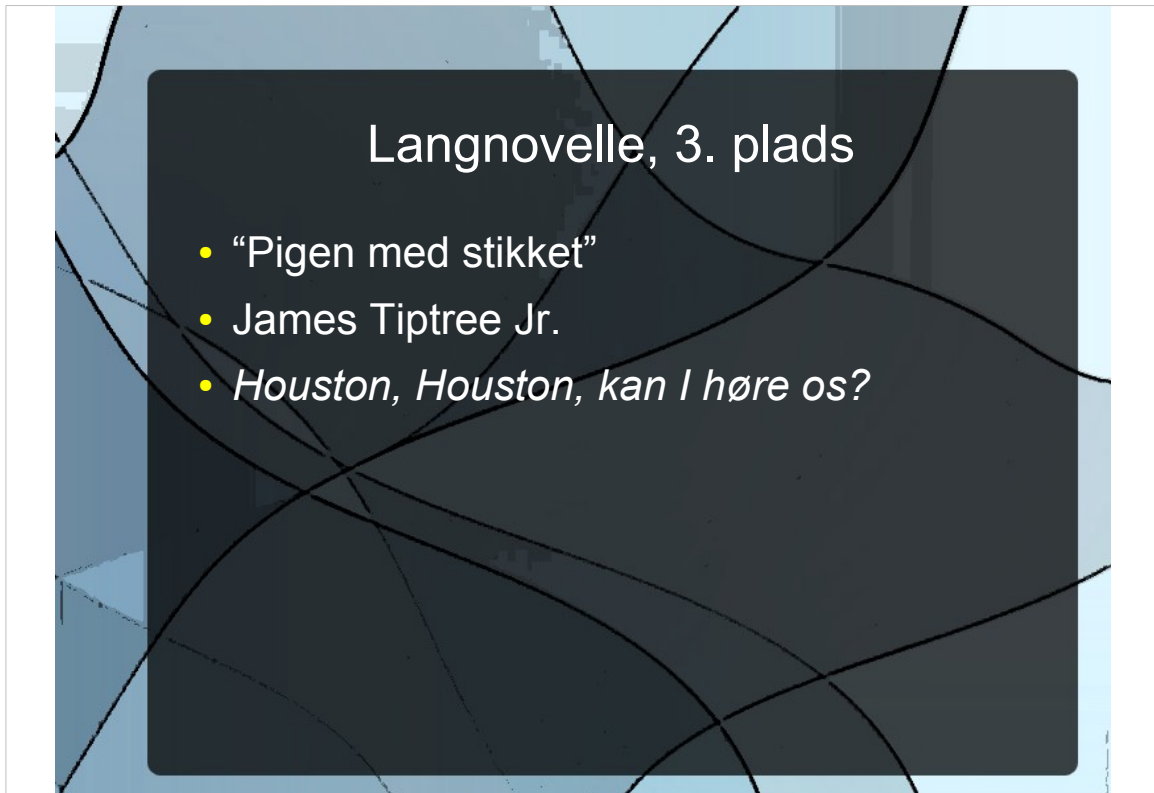 Langnovelle, 3. plads
• “Pigen med stikket”
• James Tiptree Jr.
• Houston, Houston, kan I høre os?